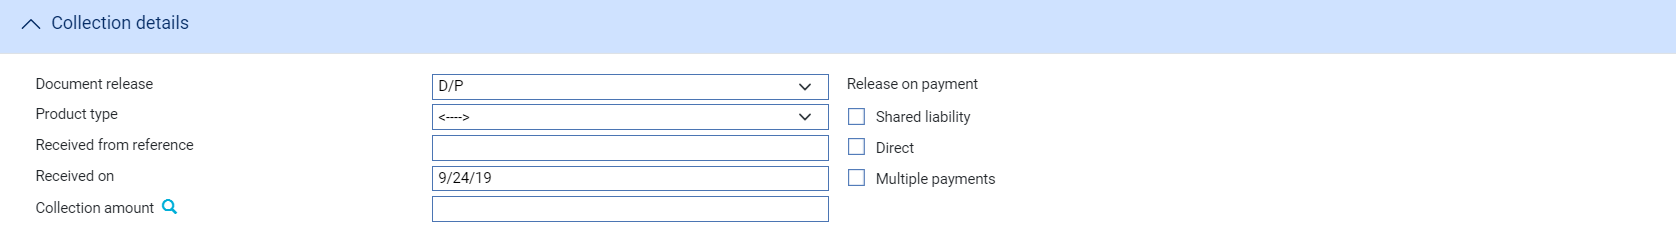 Collection details
Document release D/P Release on payment
Product type <----> Shared liability
Received from reference Direct
Received on 9/24/19 Multiple payments
Collection amount